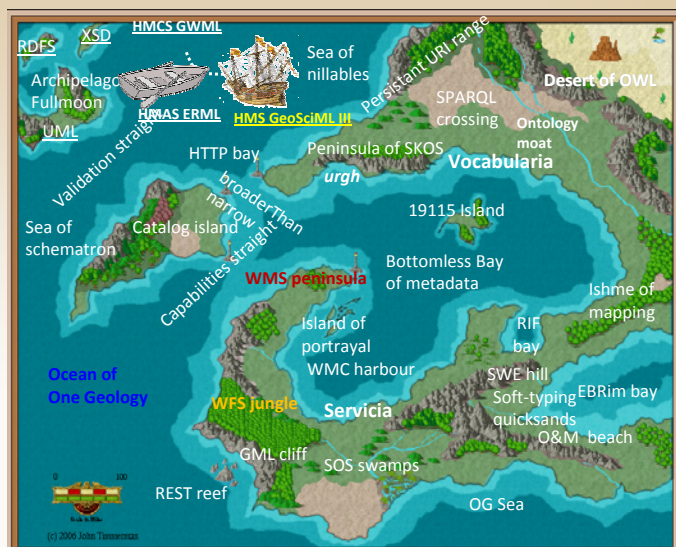 HMCS GWML
RDFS
XSD
Sea of
nillables
Archipelago
Fullmoon
HMAS ERML
HMS GeoSciML III
UML
Validation straight
Persistant URI range
Desert of OWL
SPARQL
crossing
Ontology
moat
HTTP bay
Peninsula of SKOS
Vocabularia
urgh
broaderThan
narrow
19115 Island
Sea of
schematron
Catalog island
Capabilities straight
WMS peninsula
Bottomless Bay
of metadata
Ishme of
mapping
Island of
portrayal
RIF
bay
WMC harbour
Ocean of
One Geology
SWE hill
WFS jungle
Servicia
Soft-typing
quicksands
EBRim bay
O&M beach
GML cliff
SOS swamps
0 100
REST reef
OG Sea
(c) 2006 John Timmerman